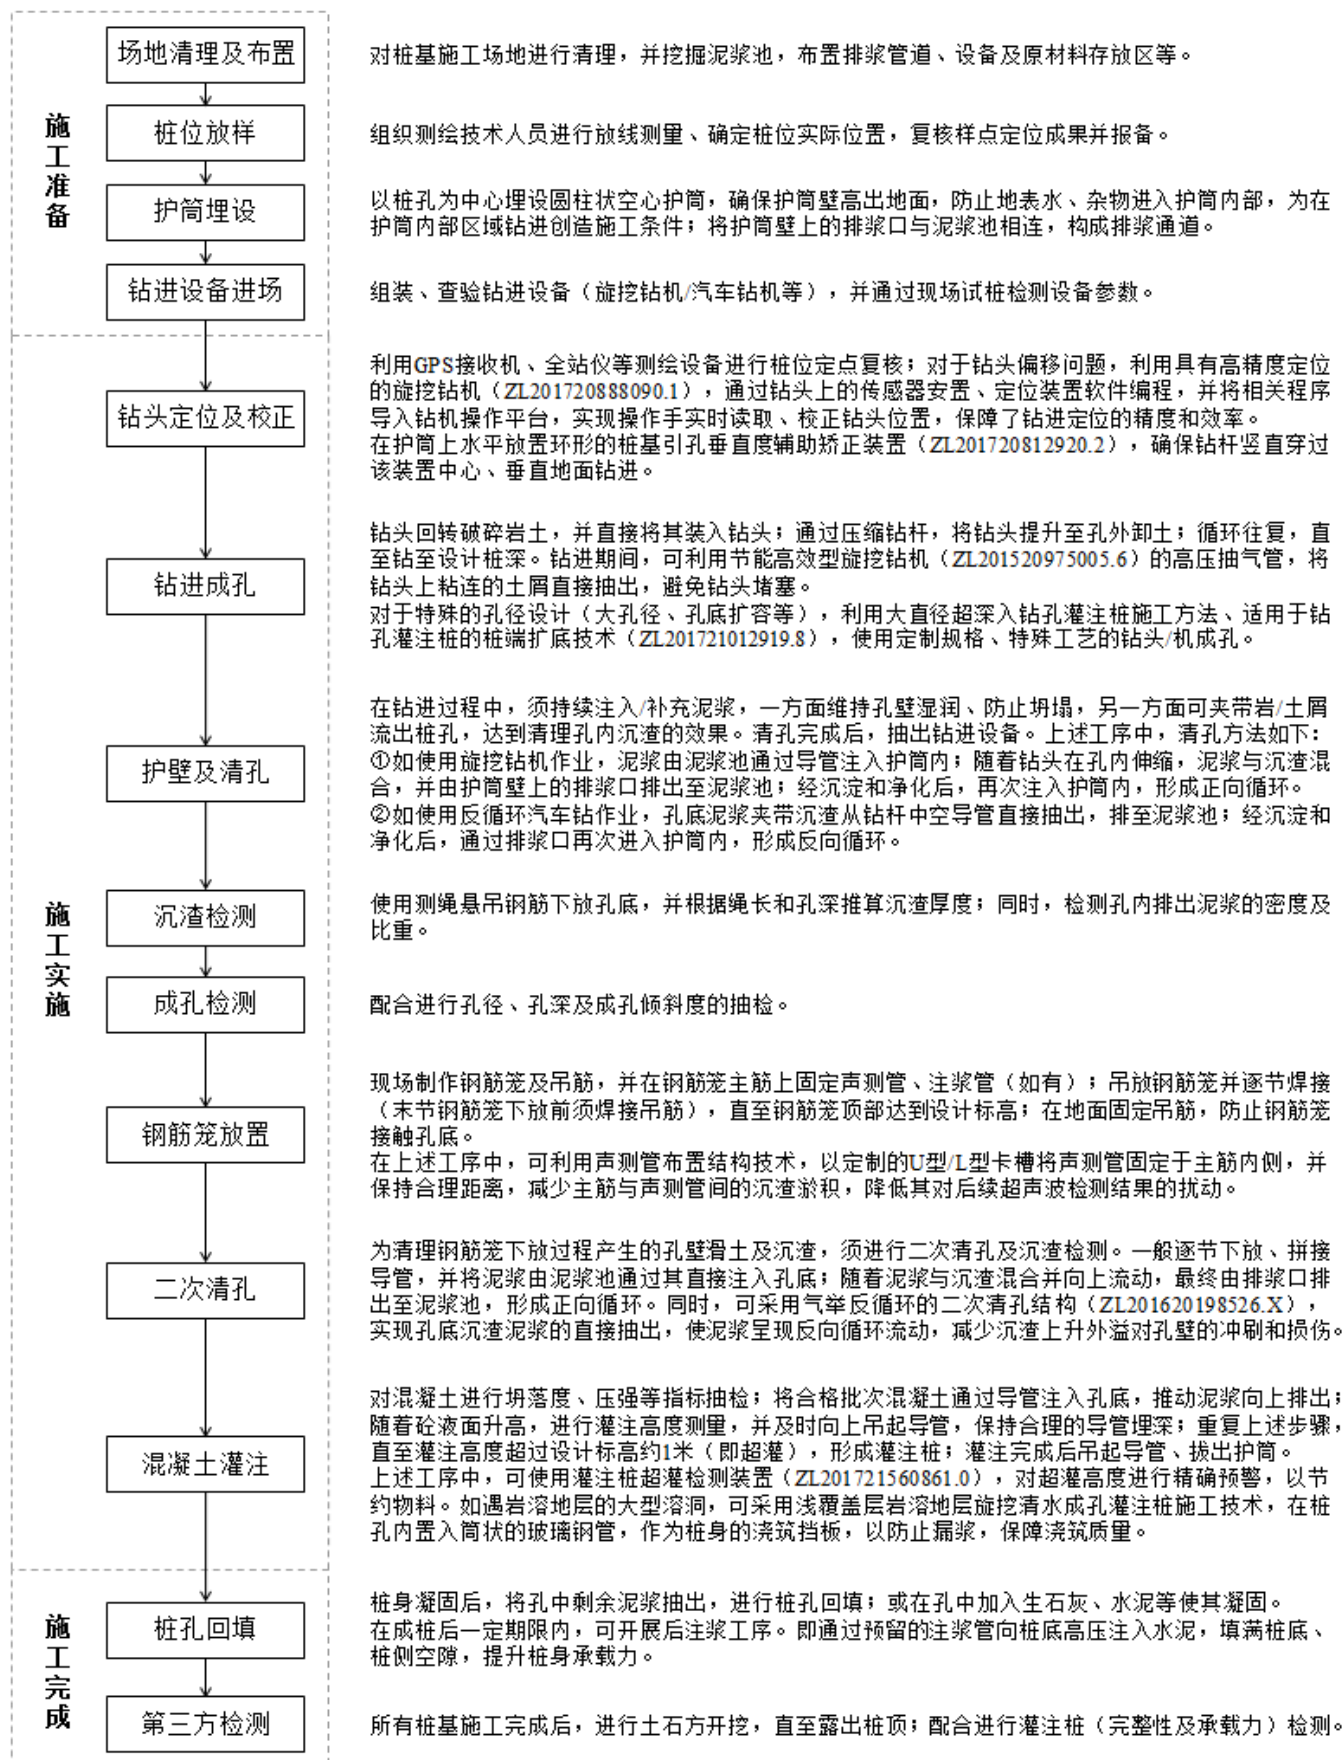 施工准备
场地清理及布置
对桩基施工场地进行清理，并挖掘泥浆池，布置排浆管道、设备及原材料存放区等。
桩位放样
组织测绘技术人员进行放线测量、确定桩位实际位置，复核样点定位成果并报备。
护筒埋设
以桩孔为中心埋设圆柱状空心护筒，确保护筒壁高出地面，防止地表水、杂物进入护筒内部，为在
护筒内部区域钻进创造施工条件；将护筒壁上的排浆口与泥浆池相连，构成排浆通道。
钻进设备进场
组装、查验钻进设备（旋挖钻机/汽车钻机等），并通过现场试桩检测设备参数。
施工实施
钻头定位及校正
利用GPS接收机、全站仪等测绘设备进行桩位定点复核；对于钻头偏移问题，利用具有高精度定位
的旋挖钻机（ZL201720888090.1），通过钻头上的传感器安置、定位装置软件编程，并将相关程序
导入钻机操作平台，实现操作手实时读取、校正钻头位置，保障了钻进定位的精度和效率。
在护筒上水平放置环形的桩基引孔垂直度辅助矫正装置（ZL201720812920.2），确保钻杆竖直穿过
该装置中心、垂直地面钻进。
钻进成孔
钻头回转破碎岩土，并直接将其装入钻头；通过压缩钻杆，将钻头提升至孔外卸土；循环往复，直
至钻至设计桩深。钻进期间，可利用节能高效型旋挖钻机（ZL201520975005.6）的高压抽气管，将
钻头上粘连的土屑直接抽出，避免钻头堵塞。
对于特殊的孔径设计（大孔径、孔底扩容等），利用大直径超深入钻孔灌注桩施工方法、适用于钻
孔灌注桩的桩端扩底技术（ZL201721012919.8），使用定制规格、特殊工艺的钻头/机成孔。
护壁及清孔
在钻进过程中，须持续注入/补充泥浆，一方面维持孔壁湿润、防止坍塌，另一方面可夹带岩/土屑
流出桩孔，达到清理孔内沉渣的效果。清孔完成后，抽出钻进设备。上述工序中，清孔方法如下：
①如使用旋挖钻机作业，泥浆由泥浆池通过导管注入护筒内；随着钻头在孔内伸缩，泥浆与沉渣混
合，并由护筒壁上的排浆口排出至泥浆池；经沉淀和净化后，再次注入护筒内，形成正向循环。
②如使用反循环汽车钻作业，孔底泥浆夹带沉渣从钻杆中空导管直接抽出，排至泥浆池；经沉淀和
净化后，通过排浆口再次进入护筒内，形成反向循环。
沉渣检测
使用测绳悬吊钢筋下放孔底，并根据绳长和孔深推算沉渣厚度；同时，检测孔内排出泥浆的密度及
比重。
成孔检测
配合进行孔径、孔深及成孔倾斜度的抽检。
钢筋笼放置
现场制作钢筋笼及吊筋，并在钢筋笼主筋上固定声测管、注浆管（如有）；吊放钢筋笼并逐节焊接
（末节钢筋笼下放前须焊接吊筋），直至钢筋笼顶部达到设计标高；在地面固定吊筋，防止钢筋笼
接触孔底。
在上述工序中，可利用声测管布置结构技术，以定制的U型/L型卡槽将声测管固定于主筋内侧，并
保持合理距离，减少主筋与声测管间的沉渣淤积，降低其对后续超声波检测结果的扰动。
二次清孔
为清理钢筋笼下放过程产生的孔壁滑土及沉渣，须进行二次清孔及沉渣检测。一般逐节下放、拼接
导管，并将泥浆由泥浆池通过其直接注入孔底；随着泥浆与沉渣混合并向上流动，最终由排浆口排
出至泥浆池，形成正向循环。同时，可采用气举反循环的二次清孔结构（ZL201620198526.X），
实现孔底沉渣泥浆的直接抽出，使泥浆呈现反向循环流动，减少沉渣上升外溢对孔壁的冲刷和损伤。
混凝土灌注
对混凝土进行坍落度、压强等指标抽检；将合格批次混凝土通过导管注入孔底，推动泥浆向上排出；
随着砼液面升高，进行灌注高度测量，并及时向上吊起导管，保持合理的导管埋深；重复上述步骤，
直至灌注高度超过设计标高约1米（即超灌），形成灌注桩；灌注完成后吊起导管、拔出护筒。
上述工序中，可使用灌注桩超灌检测装置（ZL201721560861.0），对超灌高度进行精确预警，以节
约物料。如遇岩溶地层的大型溶洞，可采用浅覆盖层岩溶地层旋挖清水成孔灌注桩施工技术，在桩
孔内置入筒状的玻璃钢管，作为桩身的浇筑挡板，以防止漏浆，保障浇筑质量。
施工完成
桩孔回填
桩身凝固后，将孔中剩余泥浆抽出，进行桩孔回填；或在孔中加入生石灰、水泥等使其凝固。
在成桩后一定期限内，可开展后注浆工序。即通过预留的注浆管向桩底高压注入水泥，填满桩底、
桩侧空隙，提升桩身承载力。
第三方检测
所有桩基施工完成后，进行土石方开挖，直至露出桩顶；配合进行灌注桩（完整性及承载力）检测。